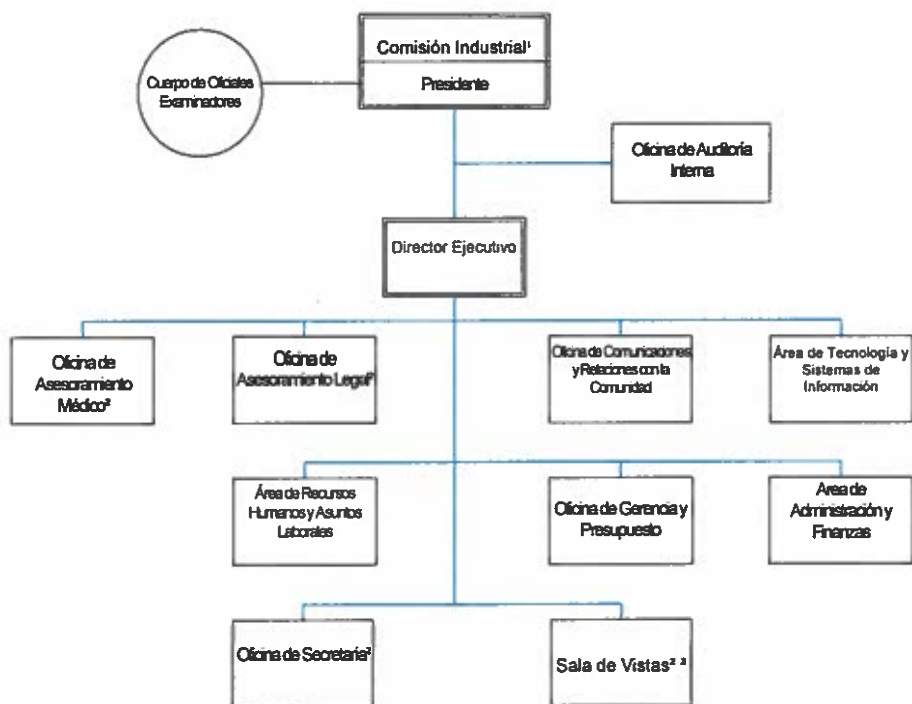 Comisión Industrial¹
Presidente
Cuerpo de Oficiales
Examinadores
Oficina de Auditoría
Interna
Director Ejecutivo
Oficina de
Asesoramiento
Médico²
Oficina de
Asesoramiento Legal²
Oficina de Comunicaciones
y Relaciones con la
Comunidad
Área de Tecnología y
Sistemas de
Información
Área de Recursos
Humanos y Asuntos
Laborales
Oficina de Gerencia y
Presupuesto
Area de
Administración y
Finanzas
Oficina de Secretaría²
Sala de Vistas² ³